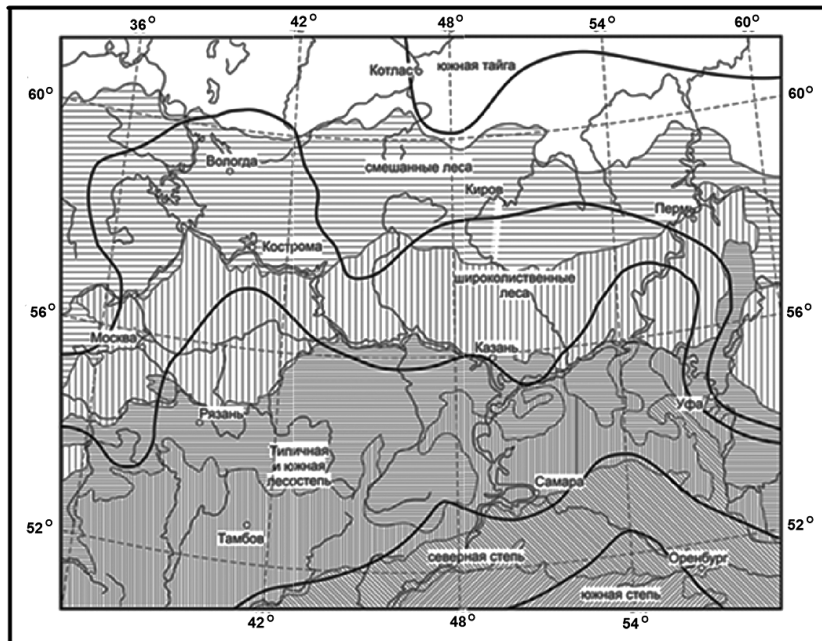 36° 42° 48° 54° 60°
Котлас южная тайга
60° 60°
Вологда смешанные леса
Киров
Пермь
Кострома
широколиственные
леса
56° 56°
Москва Казань
Рязань Уфа
Типичная
и южная
лесостепь
Самара
52° 52°
Тамбов
северная степь Оренбург
южная степь
42° 48° 54°